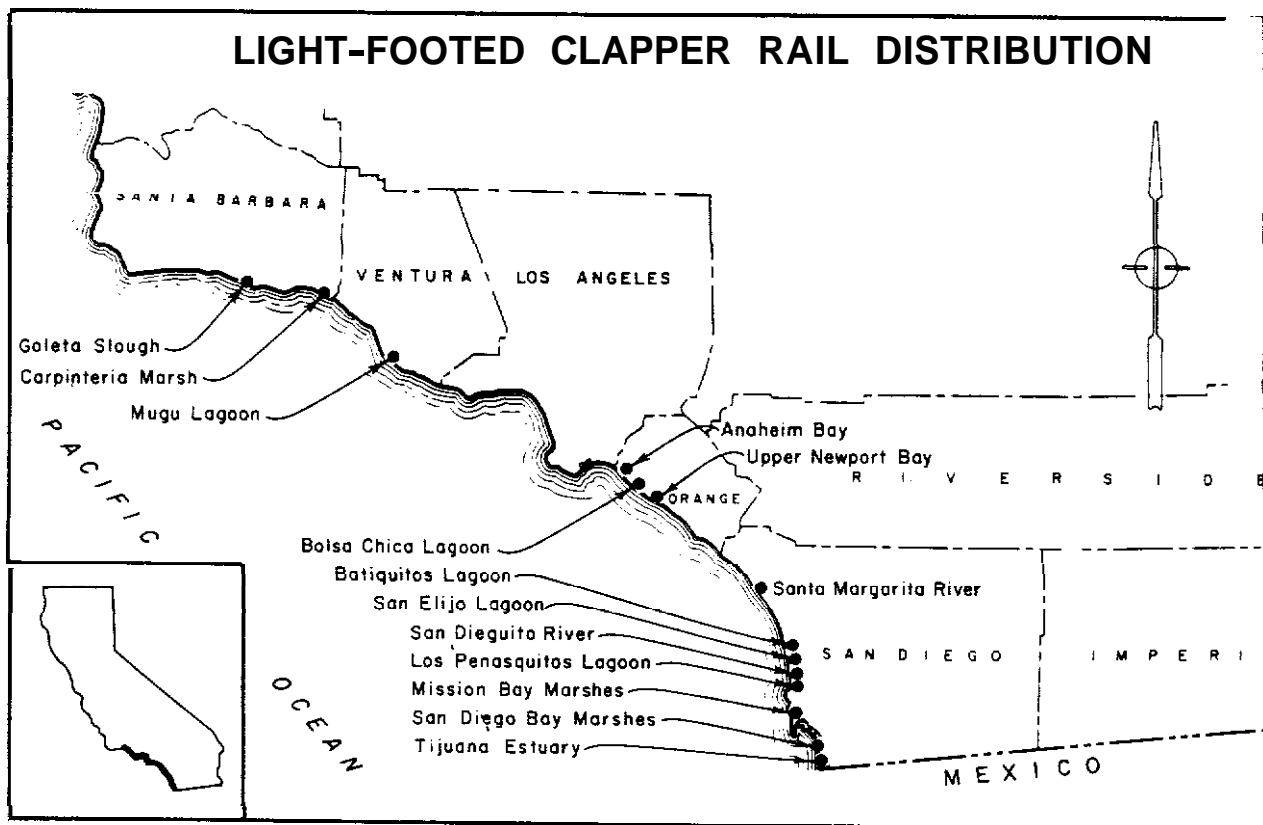 LIGHT-FOOTED CLAPPER RAIL DISTRIBUTION
SANTA BARBARA
VENTURA
LOS ANGELES
Goleta Slough
Carpinteria Marsh
Mugu Lagoon
PACIFIC
Anaheim Bay
Upper Newport Bay
RIVERSIDE
ORANGE
Bolsa Chica Lagoon
Batiquitos Lagoon
Santa Margarita River
San Elijo Lagoon
San Dieguito River
Los Penasquitos Lagoon
SAN DIEGO
IMPERI
Mission Bay Marshes
San Diego Bay Marshes
Tijuana Estuary
OCEAN
MEXICO